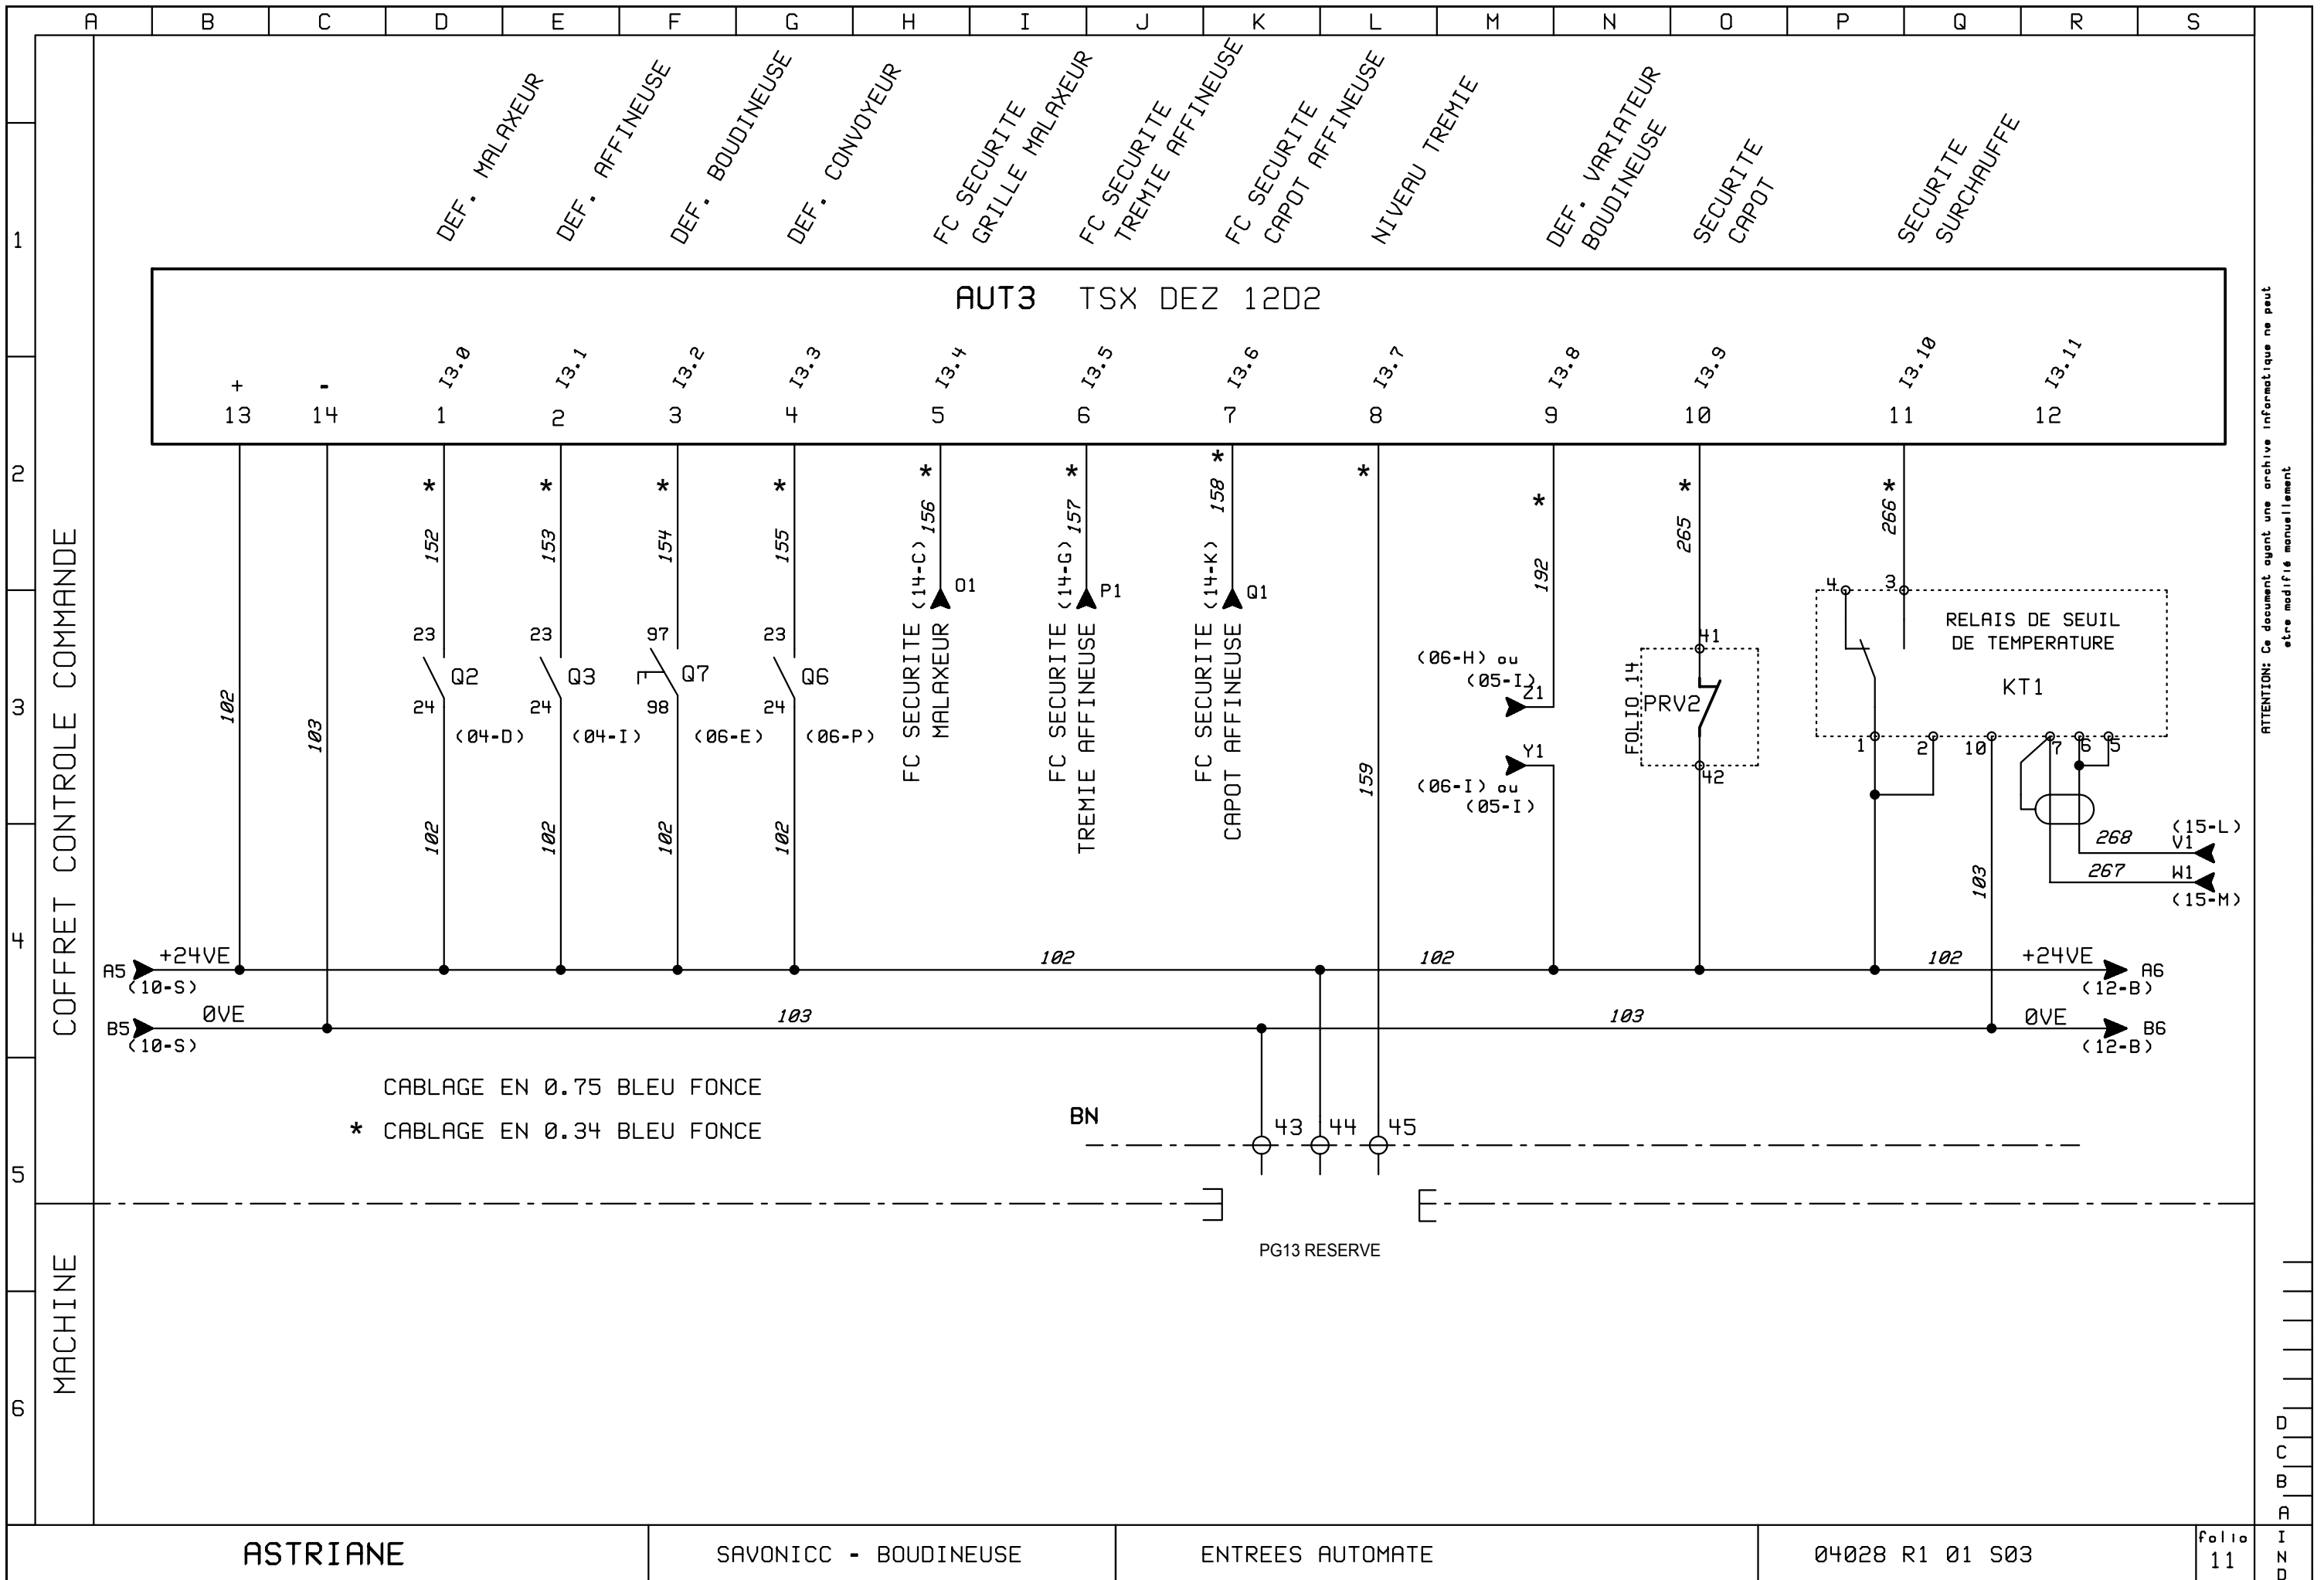 A B C D E F G H I J K L M N O P Q R S
DEF. MALAXEUR
DEF. AFFINEUSE
DEF. BOUDINEUSE
DEF. CONVOYEUR
FC SECURITE
GRILLE MALAXEUR
FC SECURITE
TREMIE AFFINEUSE
FC SECURITE
CAPOT AFFINEUSE
NIVEAU TREMIE
DEF. VARIATEUR
BOUDINEUSE
SECURITE
CAPOT
SECURITE
SURCHAUFFE
1
2
3
4
5
6
COFFRET CONTROLE COMMANDE
MACHINE
AUT3 TSX DEZ 12D2
+ - I3.0 I3.1 I3.2 I3.3 I3.4 I3.5 I3.6 I3.7 I3.8 I3.9 I3.10 I3.11
13 14 1 2 3 4 5 6 7 8 9 10 11 12
* * * * * * * * * * *
152 153 154 155 156 157 158 192 265 266
(14-C) (14-G) (14-K)
O1 P1 Q1
FC SECURITE
MALAXEUR
FC SECURITE
TREMIE AFFINEUSE
FC SECURITE
CAPOT AFFINEUSE
23 23 97 23
Q2 Q3 Q7 Q6
24 24 98 24
(04-D) (04-I) (06-E) (06-P)
102 103 102 102 102 102 159
(06-H) ou
(05-I)
Z1
Y1
(06-I) ou
(05-I)
FOLIO 14
41
PRV2
42
4 3
RELAIS DE SEUIL
DE TEMPERATURE
KT1
1 2 10 7 6 5
103
(15-L)
268 V1
267 W1
(15-M)
A5 +24VE 102 102 102 +24VE A6
(10-S) (12-B)
B5 0VE 103 103 0VE B6
(10-S) (12-B)
CABLAGE EN 0.75 BLEU FONCE
* CABLAGE EN 0.34 BLEU FONCE
BN 43 44 45
PG13 RESERVE
ATTENTION: Ce document ayant une archive informatique ne peut
etre modifié manuellement
D
C
B
A
I
N
D
ASTRIANE
SAVONICC - BOUDINEUSE
ENTREES AUTOMATE
04028 R1 01 S03
folio
11